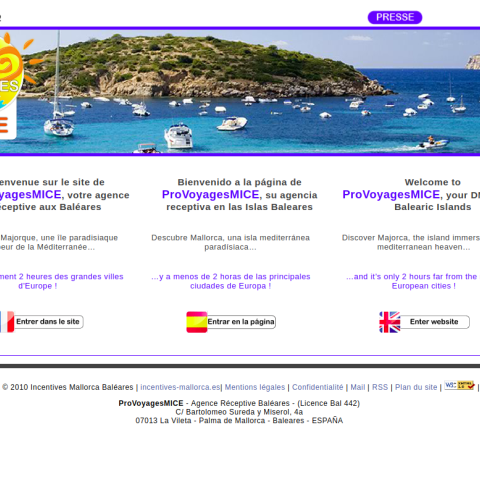 PRESSE
ES
E
envenue sur le site de
yagesMICE, votre agence
éceptive aux Baléares
Majorque, une île paradisiaque
eur de la Méditerranée…
ment 2 heures des grandes villes
d'Europe !
Entrer dans le site
Bienvenido a la página de
ProVoyagesMICE, su agencia
receptiva en las Islas Baleares
Descubre Mallorca, una isla mediterránea
paradisíaca…
…y a menos de 2 horas de las principales
ciudades de Europa !
Entrar en la página
Welcome to
ProVoyagesMICE, your D
Balearic Islands
Discover Majorca, the island immers
mediterranean heaven…
...and it's only 2 hours far from the
European cities !
Enter website
© 2010 Incentives Mallorca Baléares | incentives-mallorca.es| Mentions légales | Confidentialité | Mail | RSS | Plan du site | W3C |
ProVoyagesMICE - Agence Réceptive Baléares - (Licence Bal 442)
C/ Bartolomeo Sureda y Miserol, 4a
07013 La Vileta - Palma de Mallorca - Baleares - ESPAÑA